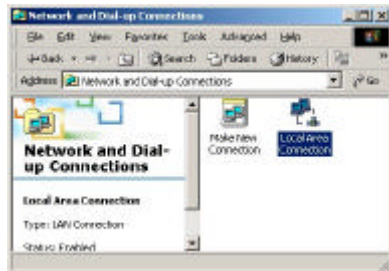 Network and Dial-up Connections
File Edit View Favorites Tools Advanced Help
Back Search Folders History
Address Network and Dial-up Connections Go
Network and Dial-
up Connections
Local Area Connection
Type: LAN Connection
Status: Enabled
Make New
Connection
Local Area
Connection